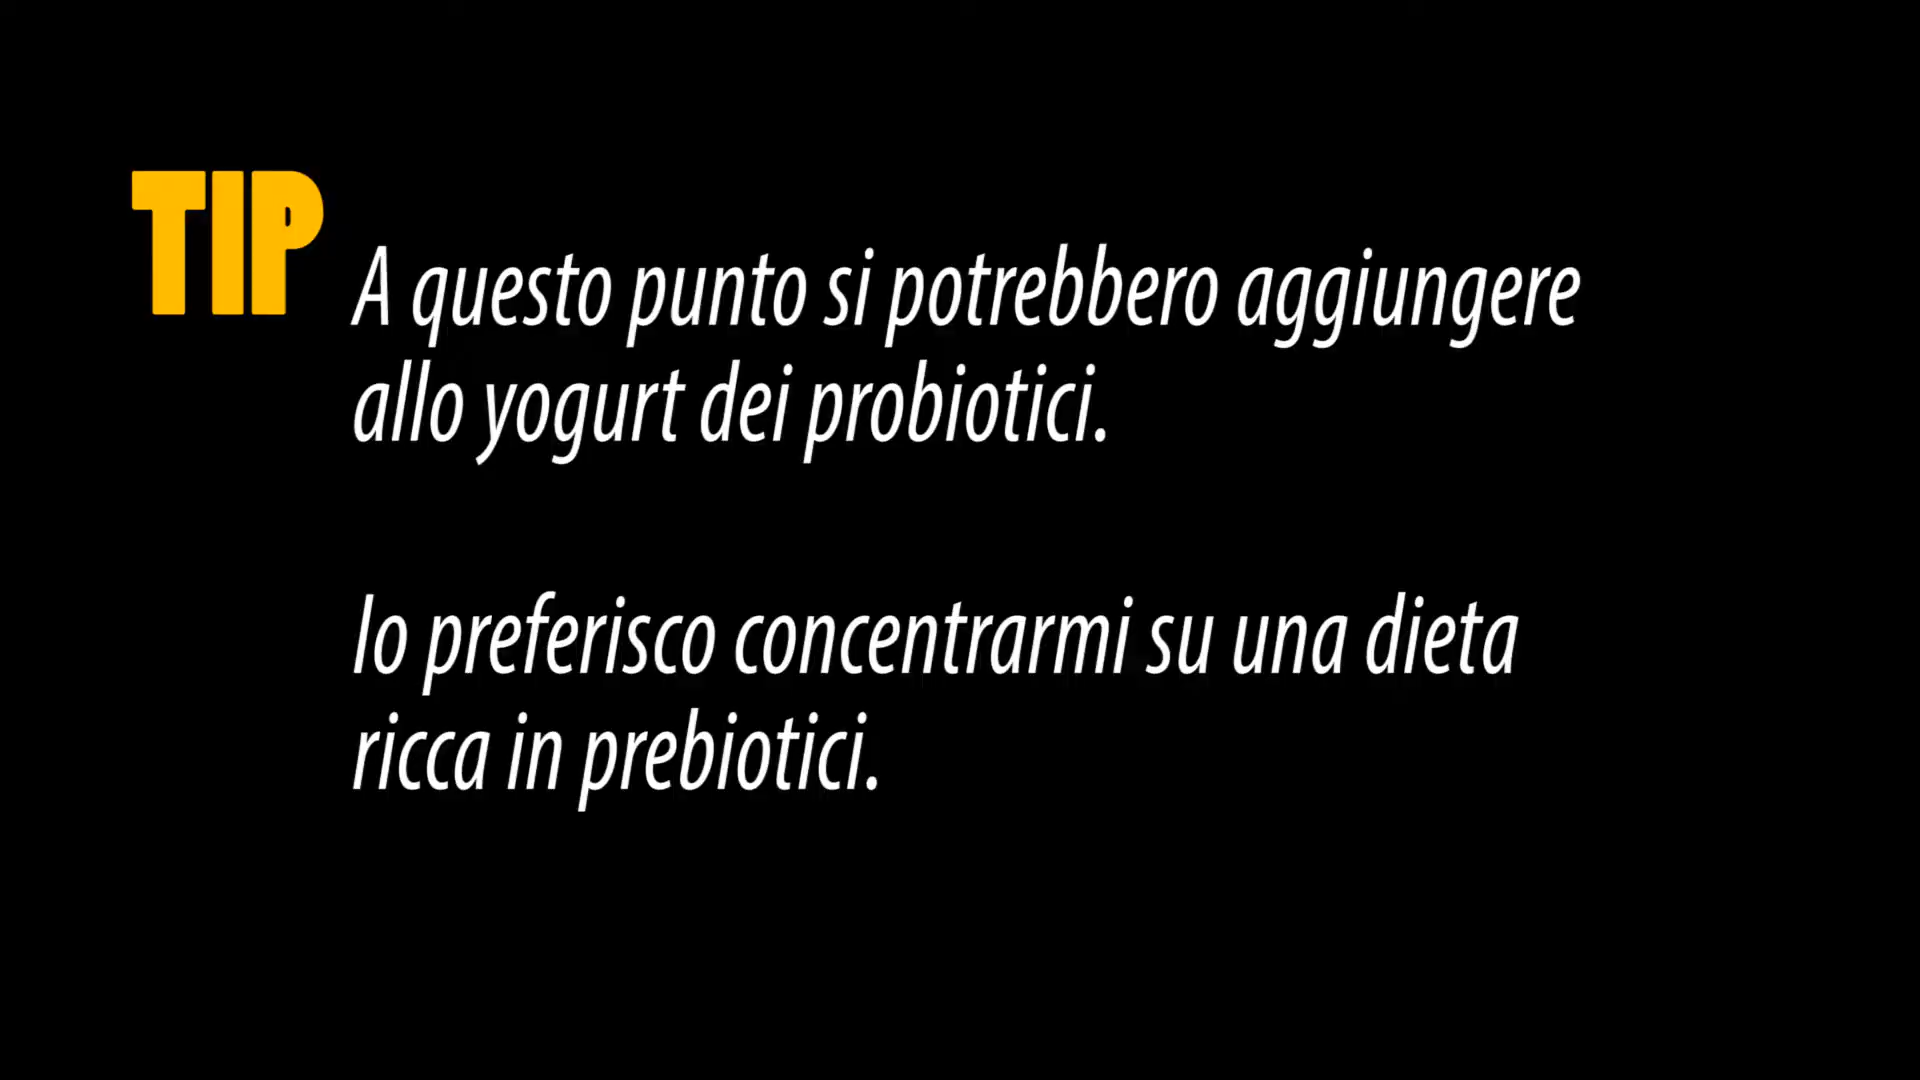 TIP
A questo punto si potrebbero aggiungere
allo yogurt dei probiotici.
Io preferisco concentrarmi su una dieta
ricca in prebiotici.